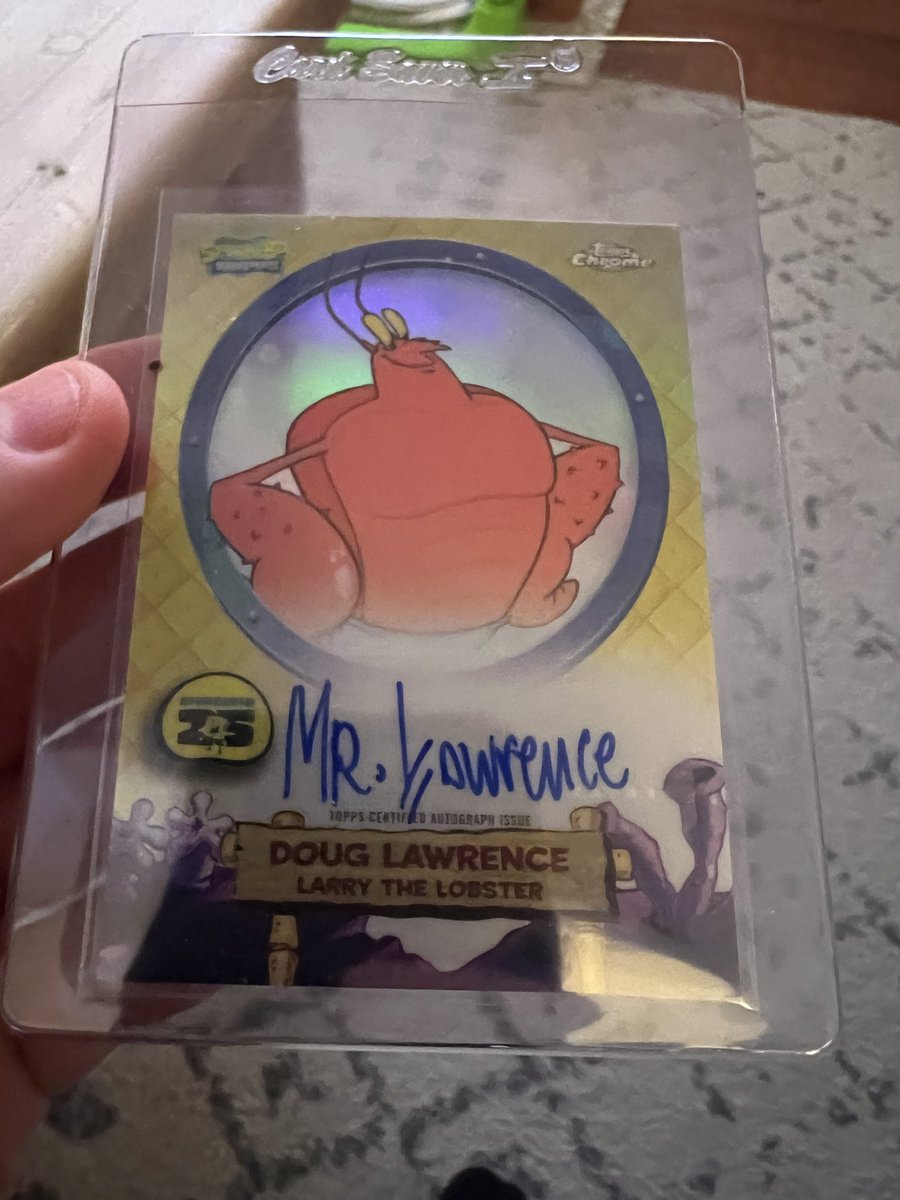 Card Saver I
Topps
Chrome
25
Mr. Lawrence
TOPPS CERTIFIED AUTOGRAPH ISSUE
DOUG LAWRENCE
LARRY THE LOBSTER